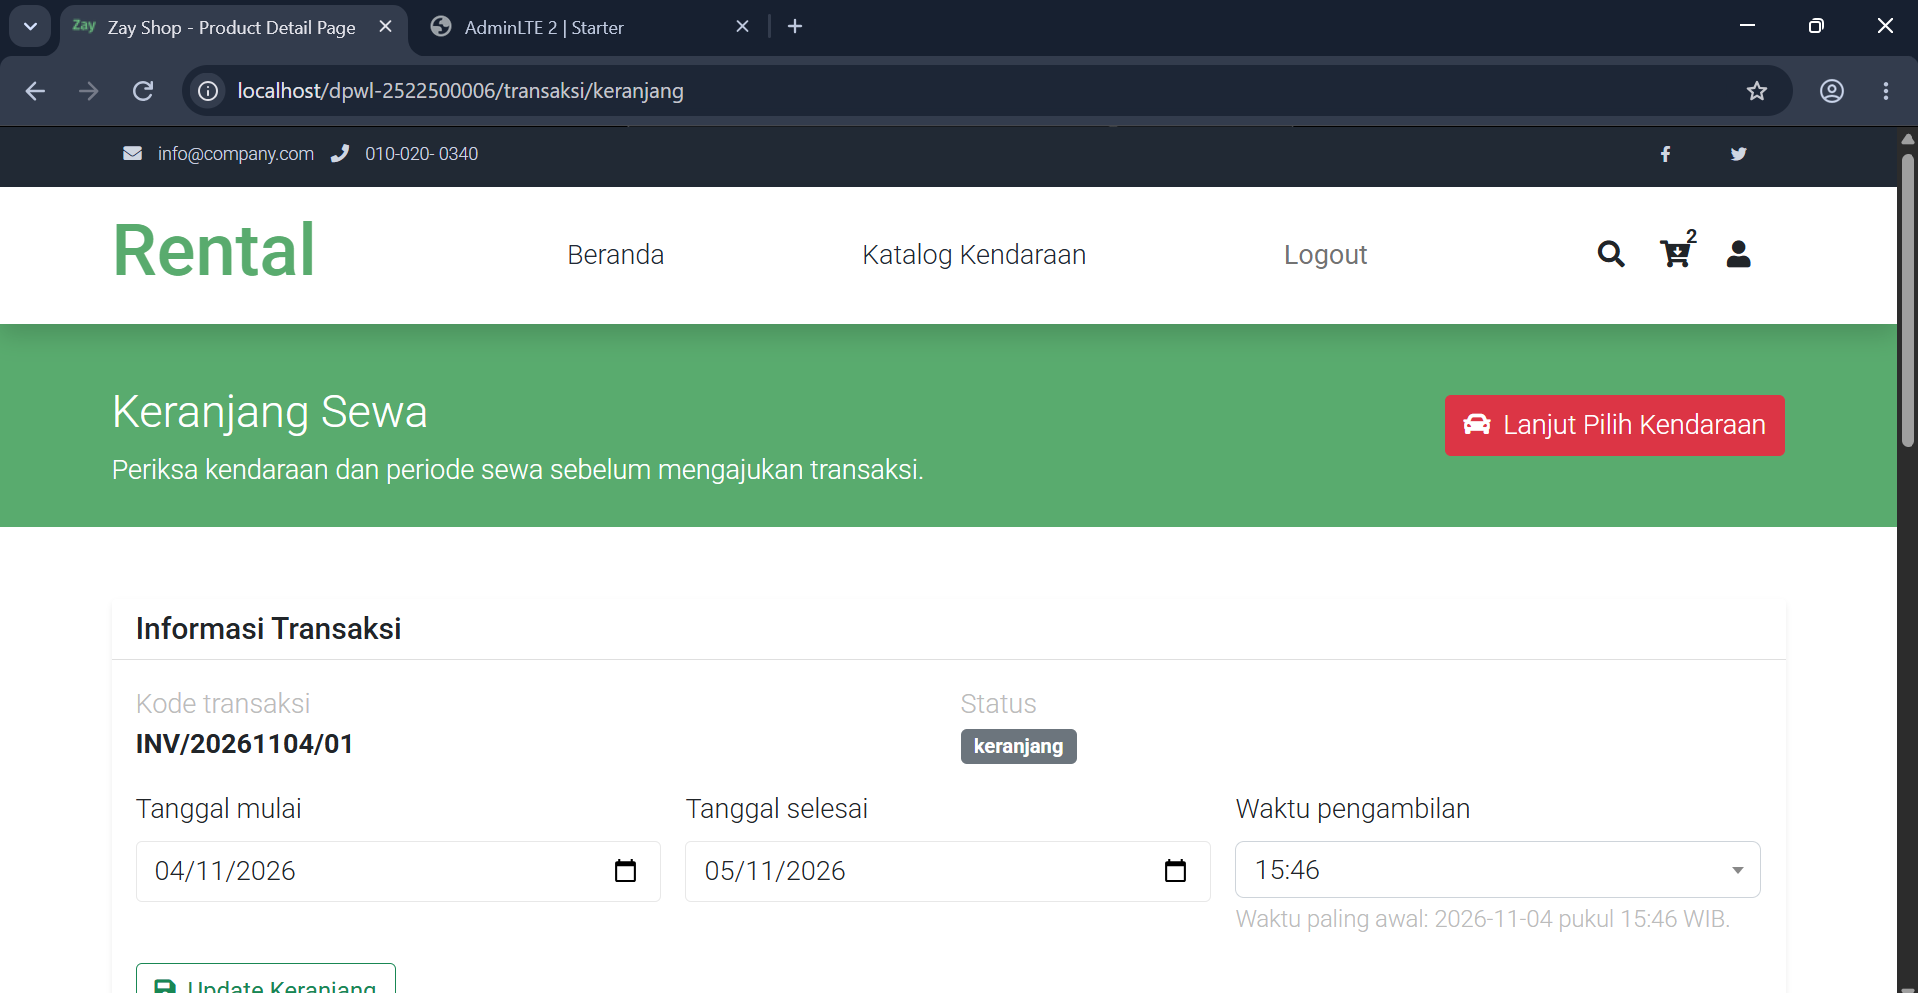 Zay Zay Shop - Product Detail Page
AdminLTE 2 | Starter
localhost/dpwl-2522500006/transaksi/keranjang
info@company.com 010-020- 0340
Rental Beranda Katalog Kendaraan Logout 2
Keranjang Sewa
Lanjut Pilih Kendaraan
Periksa kendaraan dan periode sewa sebelum mengajukan transaksi.
Informasi Transaksi
Kode transaksi Status
INV/20261104/01 keranjang
Tanggal mulai Tanggal selesai Waktu pengambilan
04/11/2026 05/11/2026 15:46
Waktu paling awal: 2026-11-04 pukul 15:46 WIB.
Update Keranjang